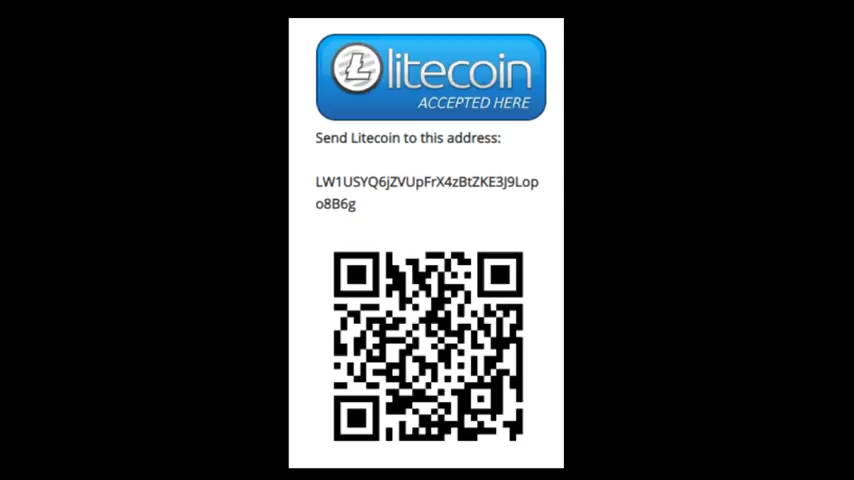 litecoin
ACCEPTED HERE
Send Litecoin to this address:
LW1USYQ6jZVUpFrX4zBtZKE3J9Lop
o8B6g